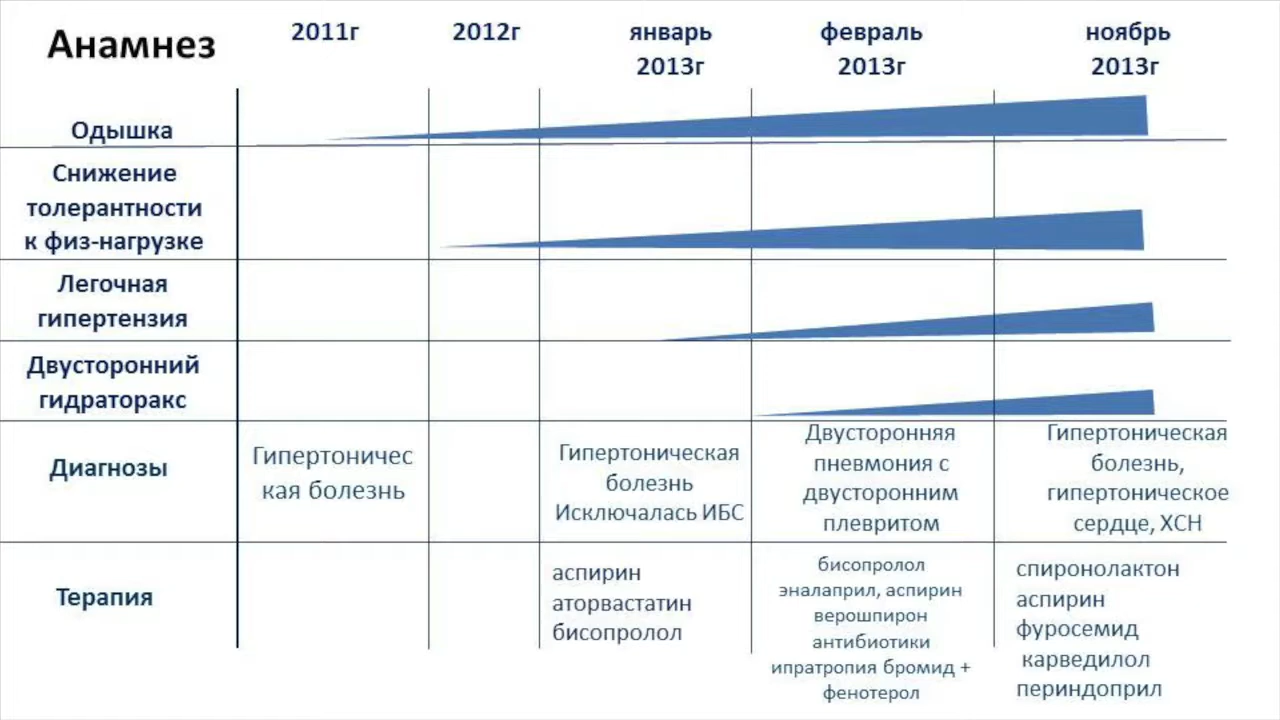 Анамнез
2011г
2012г
январь
2013г
февраль
2013г
ноябрь
2013г
Одышка
Снижение
толерантности
к физ-нагрузке
Легочная
гипертензия
Двусторонний
гидраторакс
Диагнозы
Гипертоничес
кая болезнь
Гипертоническая
болезнь
Исключалась ИБС
Двусторонняя
пневмония с
двусторонним
плевритом
Гипертоническая
болезнь,
гипертоническое
сердце, ХСН
Терапия
аспирин
аторвастатин
бисопролол
бисопролол
эналаприл, аспирин
верошпирон
антибиотики
ипратропия бромид +
фенотерол
спиронолактон
аспирин
фуросемид
карведилол
периндоприл